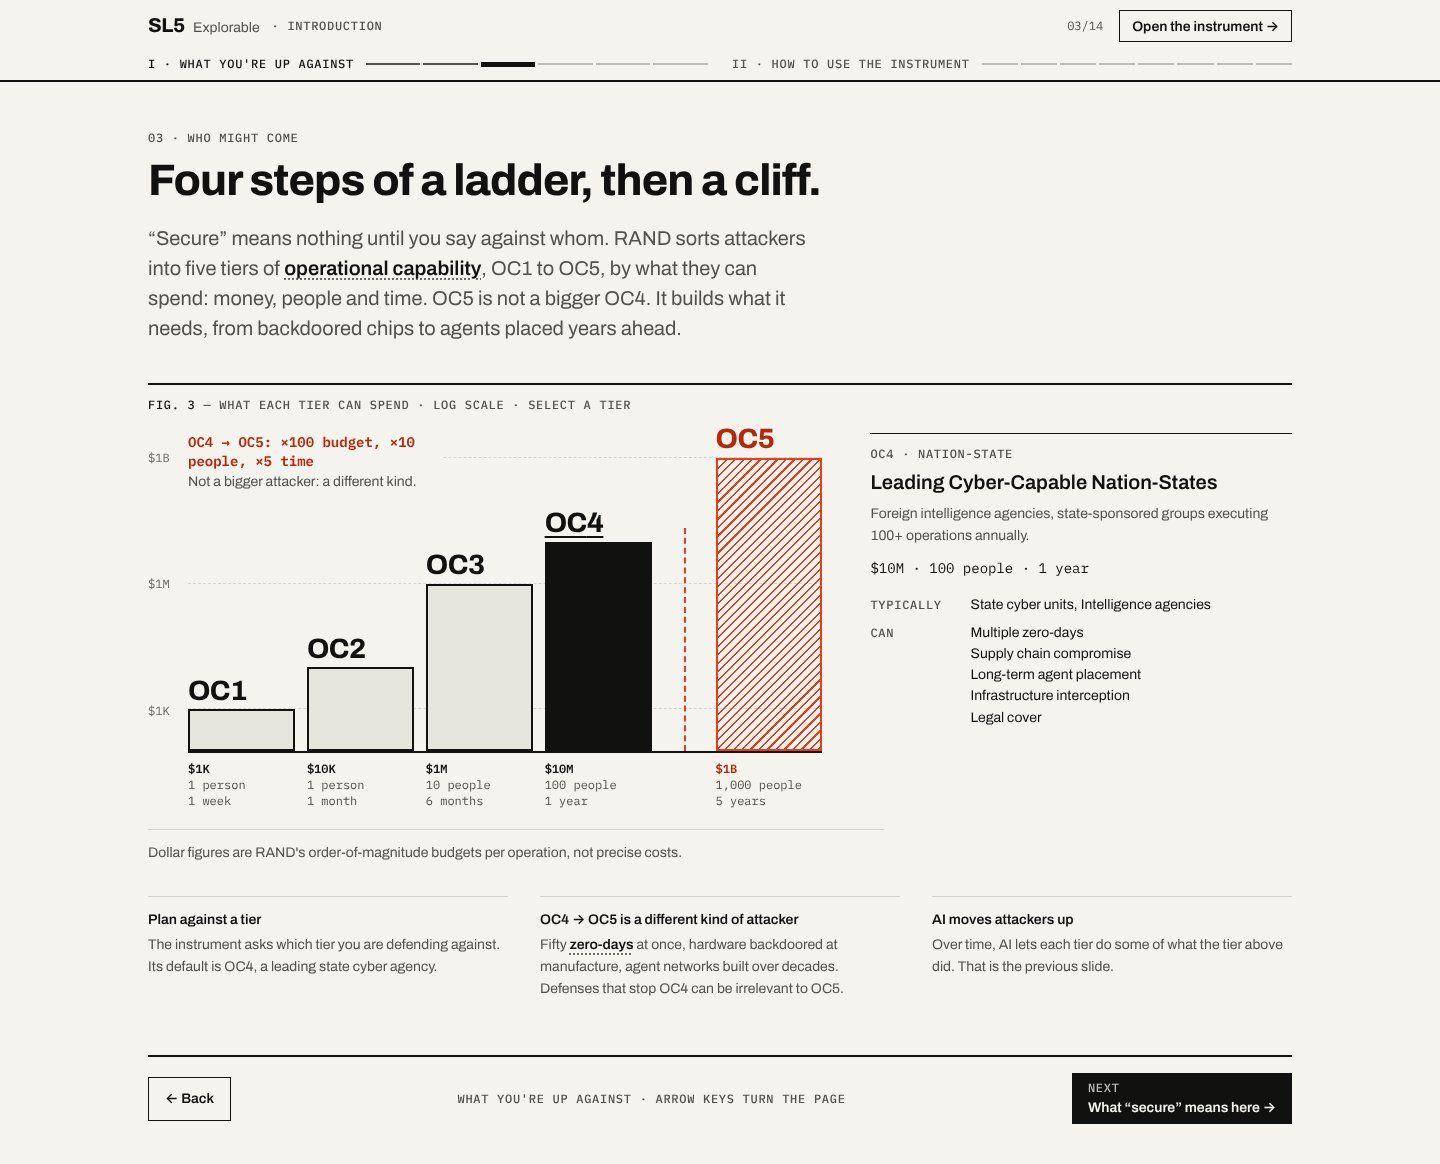 SL5 Explorable · INTRODUCTION
03/14
Open the instrument →
I · WHAT YOU'RE UP AGAINST
II · HOW TO USE THE INSTRUMENT
03 · WHO MIGHT COME
Four steps of a ladder, then a cliff.
“Secure” means nothing until you say against whom. RAND sorts attackers
into five tiers of operational capability, OC1 to OC5, by what they can
spend: money, people and time. OC5 is not a bigger OC4. It builds what it
needs, from backdoored chips to agents placed years ahead.
FIG. 3 — WHAT EACH TIER CAN SPEND · LOG SCALE · SELECT A TIER
OC4 → OC5: ×100 budget, ×10
people, ×5 time
Not a bigger attacker: a different kind.
$1B
$1M
$1K
OC1
OC2
OC3
OC4
OC5
$1K
1 person
1 week
$10K
1 person
1 month
$1M
10 people
6 months
$10M
100 people
1 year
$1B
1,000 people
5 years
OC4 · NATION-STATE
Leading Cyber-Capable Nation-States
Foreign intelligence agencies, state-sponsored groups executing
100+ operations annually.
$10M · 100 people · 1 year
TYPICALLY State cyber units, Intelligence agencies
CAN Multiple zero-days
Supply chain compromise
Long-term agent placement
Infrastructure interception
Legal cover
Dollar figures are RAND's order-of-magnitude budgets per operation, not precise costs.
Plan against a tier
The instrument asks which tier you are defending against.
Its default is OC4, a leading state cyber agency.
OC4 → OC5 is a different kind of attacker
Fifty zero-days at once, hardware backdoored at
manufacture, agent networks built over decades.
Defenses that stop OC4 can be irrelevant to OC5.
AI moves attackers up
Over time, AI lets each tier do some of what the tier above
did. That is the previous slide.
← Back
WHAT YOU'RE UP AGAINST · ARROW KEYS TURN THE PAGE
NEXT
What “secure” means here →